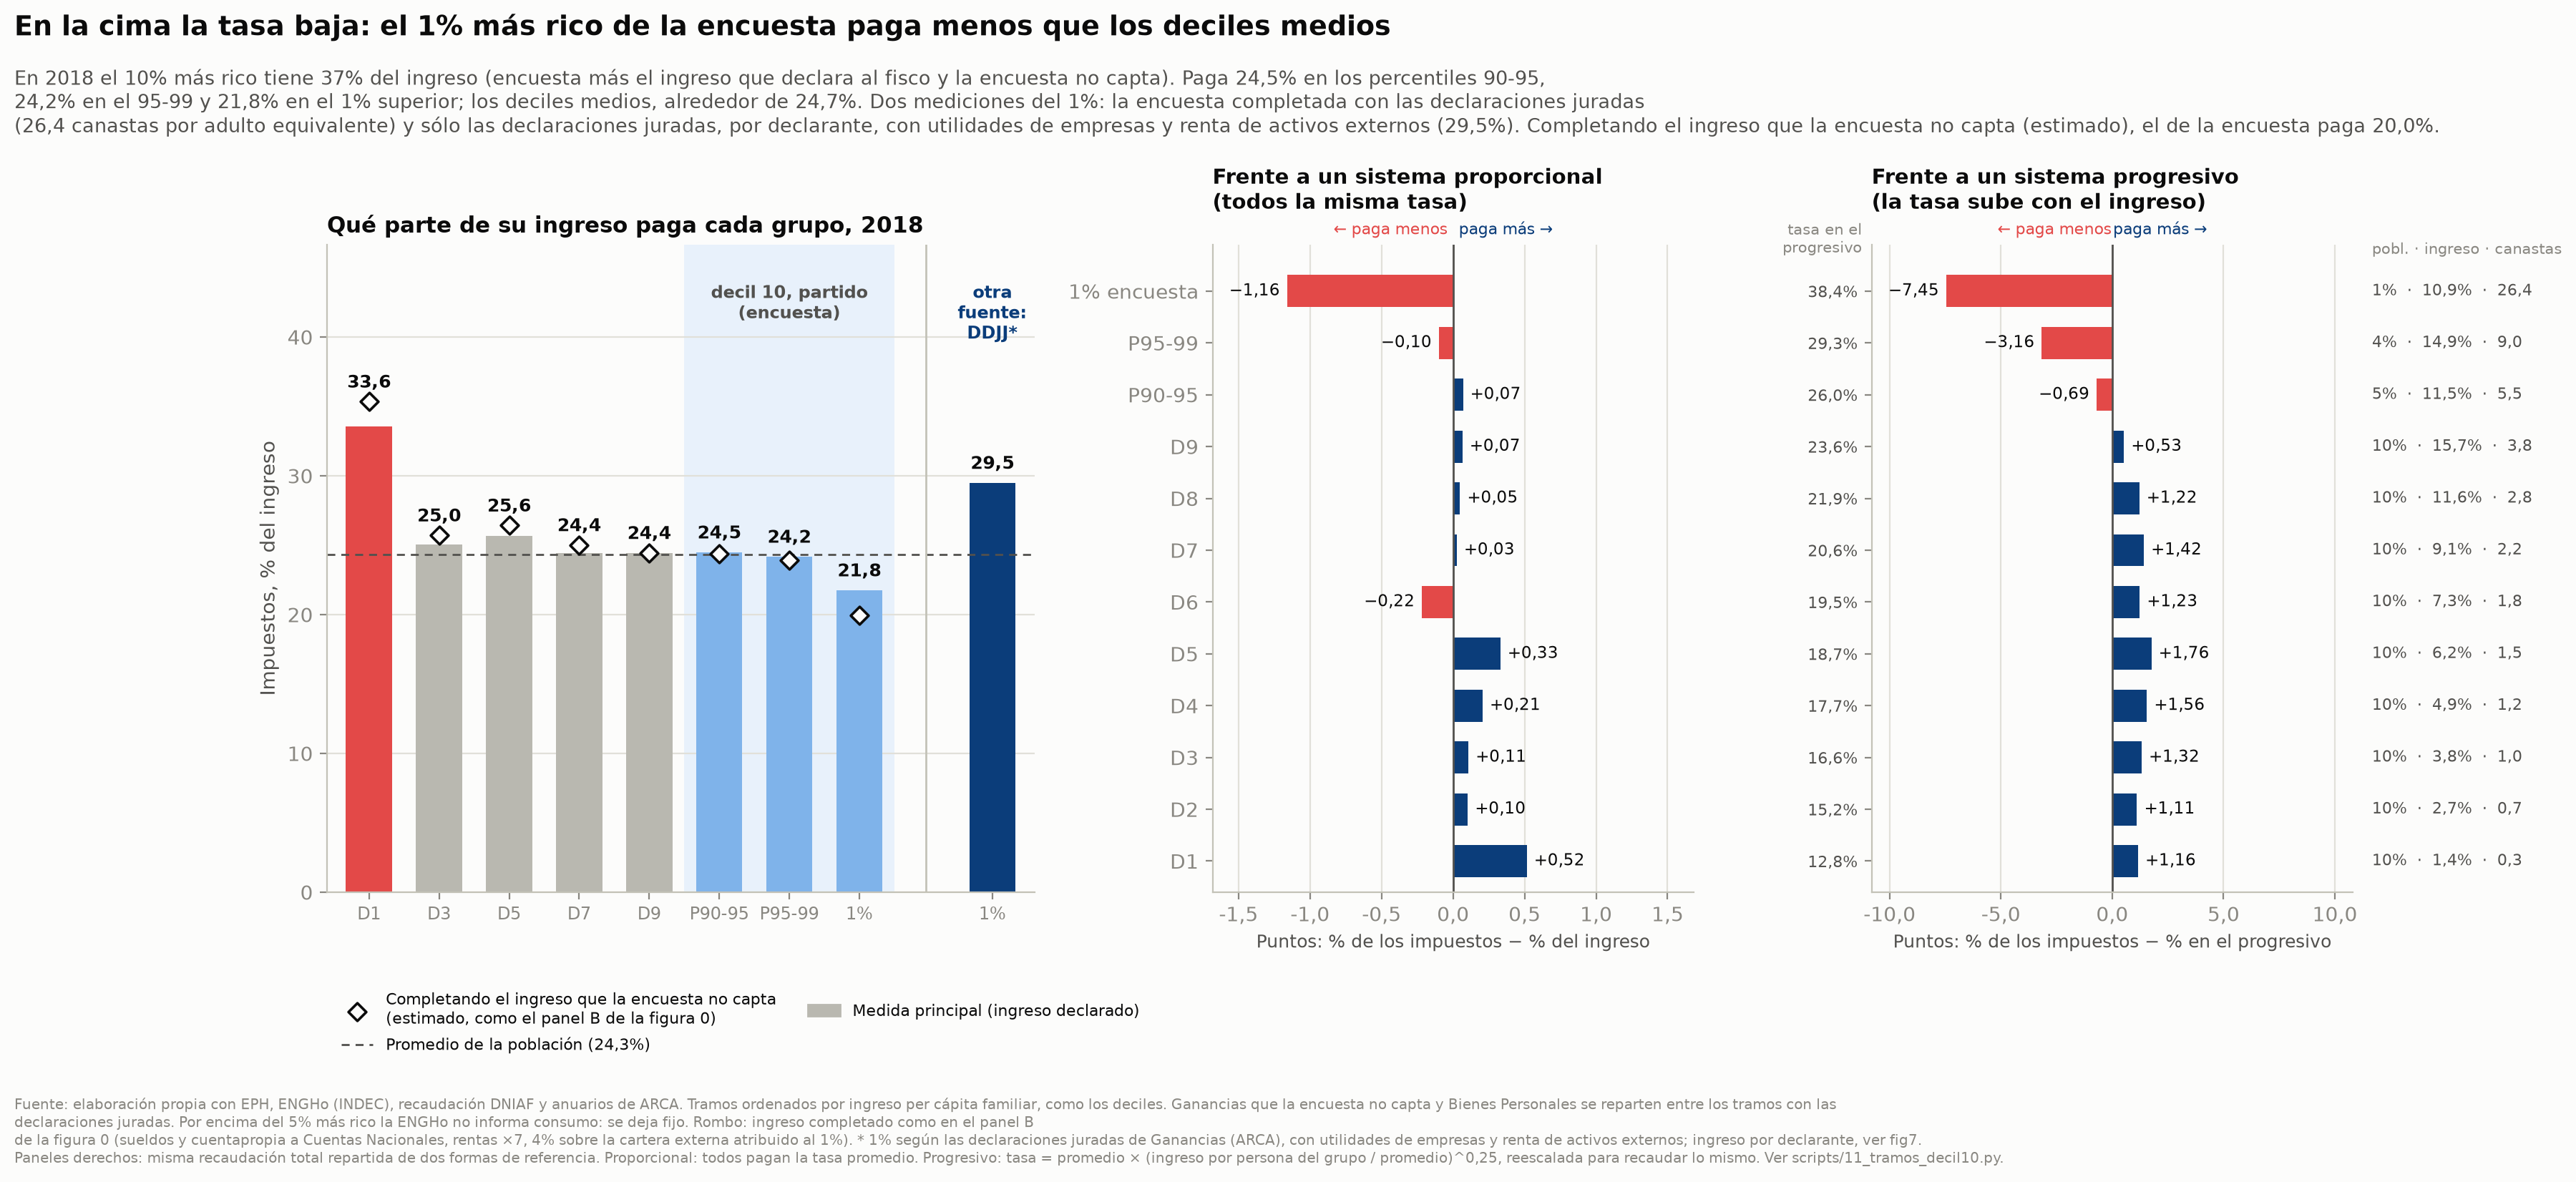 En la cima la tasa baja: el 1% más rico de la encuesta paga menos que los deciles medios
En 2018 el 10% más rico tiene 37% del ingreso (encuesta más el ingreso que declara al fisco y la encuesta no capta). Paga 24,5% en los percentiles 90-95,
24,2% en el 95-99 y 21,8% en el 1% superior; los deciles medios, alrededor de 24,7%. Dos mediciones del 1%: la encuesta completada con las declaraciones juradas
(26,4 canastas por adulto equivalente) y sólo las declaraciones juradas, por declarante, con utilidades de empresas y renta de activos externos (29,5%). Completando el ingreso que la encuesta no capta (estimado), el de la encuesta paga 20,0%.
Qué parte de su ingreso paga cada grupo, 2018
decil 10, partido
(encuesta)
otra
fuente:
DDJJ*
Impuestos, % del ingreso
40
30
20
10
0
33,6
25,0
25,6
24,4
24,4
24,5
24,2
21,8
29,5
D1
D3
D5
D7
D9
P90-95
P95-99
1%
1%
Completando el ingreso que la encuesta no capta
(estimado, como el panel B de la figura 0)
Promedio de la población (24,3%)
Medida principal (ingreso declarado)
Frente a un sistema proporcional
(todos la misma tasa)
← paga menos paga más →
1% encuesta −1,16
P95-99 −0,10
P90-95 +0,07
D9 +0,07
D8 +0,05
D7 +0,03
D6 −0,22
D5 +0,33
D4 +0,21
D3 +0,11
D2 +0,10
D1 +0,52
-1,5 -1,0 -0,5 0,0 0,5 1,0 1,5
Puntos: % de los impuestos − % del ingreso
Frente a un sistema progresivo
(la tasa sube con el ingreso)
← paga menos paga más →
tasa en el
progresivo
pobl. · ingreso · canastas
38,4% −7,45 1% · 10,9% · 26,4
29,3% −3,16 4% · 14,9% · 9,0
26,0% −0,69 5% · 11,5% · 5,5
23,6% +0,53 10% · 15,7% · 3,8
21,9% +1,22 10% · 11,6% · 2,8
20,6% +1,42 10% · 9,1% · 2,2
19,5% +1,23 10% · 7,3% · 1,8
18,7% +1,76 10% · 6,2% · 1,5
17,7% +1,56 10% · 4,9% · 1,2
16,6% +1,32 10% · 3,8% · 1,0
15,2% +1,11 10% · 2,7% · 0,7
12,8% +1,16 10% · 1,4% · 0,3
-10,0 -5,0 0,0 5,0 10,0
Puntos: % de los impuestos − % en el progresivo
Fuente: elaboración propia con EPH, ENGHo (INDEC), recaudación DNIAF y anuarios de ARCA. Tramos ordenados por ingreso per cápita familiar, como los deciles. Ganancias que la encuesta no capta y Bienes Personales se reparten entre los tramos con las
declaraciones juradas. Por encima del 5% más rico la ENGHo no informa consumo: se deja fijo. Rombo: ingreso completado como en el panel B
de la figura 0 (sueldos y cuentapropia a Cuentas Nacionales, rentas ×7, 4% sobre la cartera externa atribuido al 1%). * 1% según las declaraciones juradas de Ganancias (ARCA), con utilidades de empresas y renta de activos externos; ingreso por declarante, ver fig7.
Paneles derechos: misma recaudación total repartida de dos formas de referencia. Proporcional: todos pagan la tasa promedio. Progresivo: tasa = promedio × (ingreso por persona del grupo / promedio)^0,25, reescalada para recaudar lo mismo. Ver scripts/11_tramos_decil10.py.